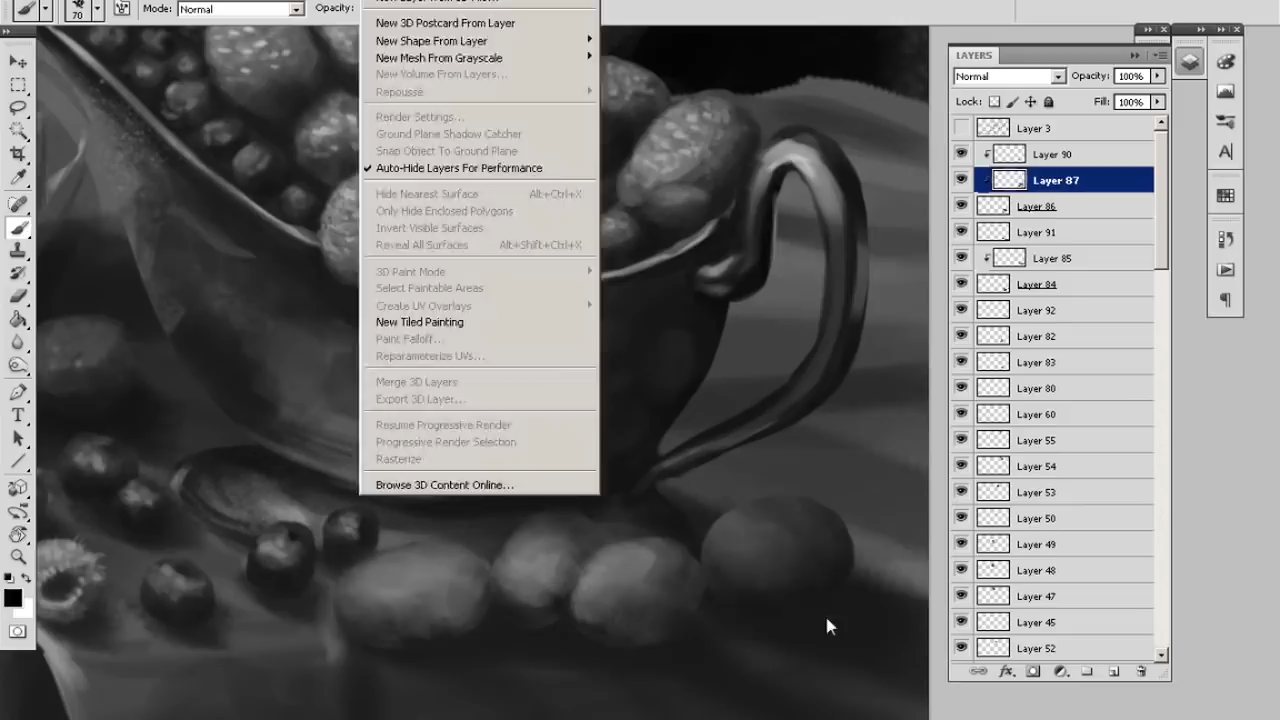 70
Mode:
Normal
Opacity:
New 3D Postcard From Layer
New Shape From Layer
New Mesh From Grayscale
New Volume From Layers...
Repoussé
Render Settings...
Ground Plane Shadow Catcher
Snap Object To Ground Plane
Auto-Hide Layers For Performance
Hide Nearest Surface Alt+Ctrl+X
Only Hide Enclosed Polygons
Invert Visible Surfaces
Reveal All Surfaces Alt+Shift+Ctrl+X
3D Paint Mode
Select Paintable Areas
Create UV Overlays
New Tiled Painting
Paint Falloff...
Reparameterize UVs...
Merge 3D Layers
Export 3D Layer...
Resume Progressive Render
Progressive Render Selection
Rasterize
Browse 3D Content Online...
LAYERS
Normal Opacity: 100%
Lock: Fill: 100%
Layer 3
Layer 90
Layer 87
Layer 86
Layer 91
Layer 85
Layer 84
Layer 92
Layer 82
Layer 83
Layer 80
Layer 60
Layer 55
Layer 54
Layer 53
Layer 50
Layer 49
Layer 48
Layer 47
Layer 45
Layer 52